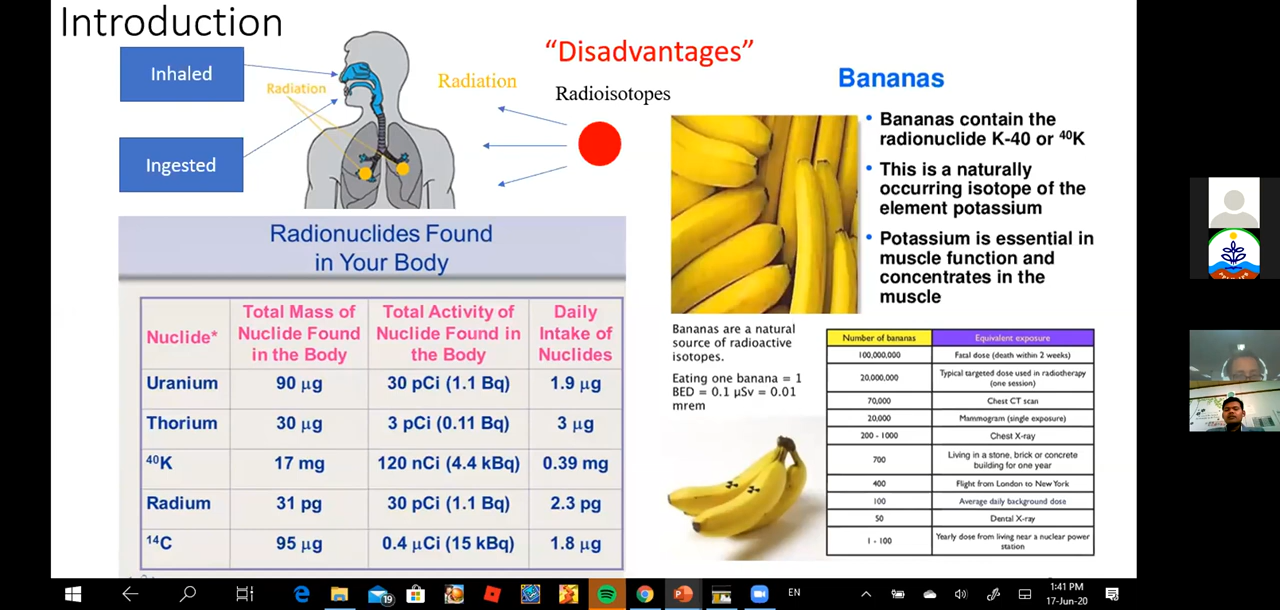 Introduction
Inhaled
Ingested
Radiation
Radiation
"Disadvantages"
Radioisotopes
Radionuclides Found
in Your Body
Nuclide*
Total Mass of
Nuclide Found
in the Body
Total Activity of
Nuclide Found in
the Body
Daily
Intake of
Nuclides
Uranium 90 μg 30 pCi (1.1 Bq) 1.9 μg
Thorium 30 μg 3 pCi (0.11 Bq) 3 μg
⁴⁰K 17 mg 120 nCi (4.4 kBq) 0.39 mg
Radium 31 pg 30 pCi (1.1 Bq) 2.3 pg
¹⁴C 95 μg 0.4 μCi (15 kBq) 1.8 μg
Bananas
• Bananas contain the
radionuclide K-40 or ⁴⁰K
• This is a naturally
occurring isotope of the
element potassium
• Potassium is essential in
muscle function and
concentrates in the
muscle
Bananas are a natural
source of radioactive
isotopes.
Eating one banana = 1
BED = 0.1 μSv = 0.01
mrem
Number of bananas Equivalent exposure
100,000,000 Fatal dose (death within 2 weeks)
20,000,000 Typical targeted dose used in radiotherapy
(one session)
70,000 Chest CT scan
20,000 Mammogram (single exposure)
200 - 1000 Chest X-ray
700 Living in a stone, brick or concrete
building for one year
400 Flight from London to New York
100 Average daily background dose
50 Dental X-ray
1 - 100 Yearly dose from living near a nuclear power
station
19
EN
1:41 PM
17-Jun-20